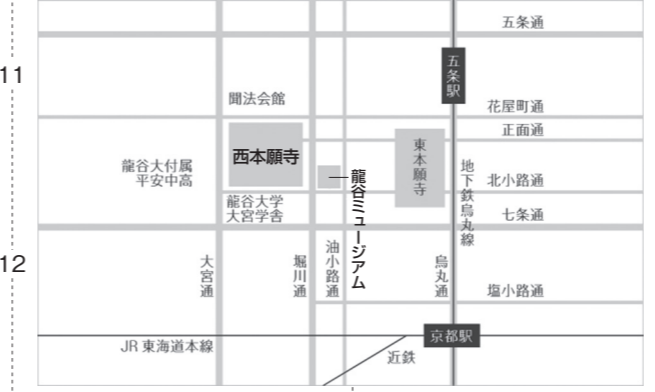 五条通
11
五条駅
聞法会館
花屋町通
正面通
西本願寺
東本願寺
龍谷大付属
平安中高
龍谷ミュージアム
地下鉄烏丸線
北小路通
龍谷大学
大宮学舎
七条通
12
大宮通
堀川通
油小路通
烏丸通
塩小路通
京都駅
JR東海道本線
近鉄